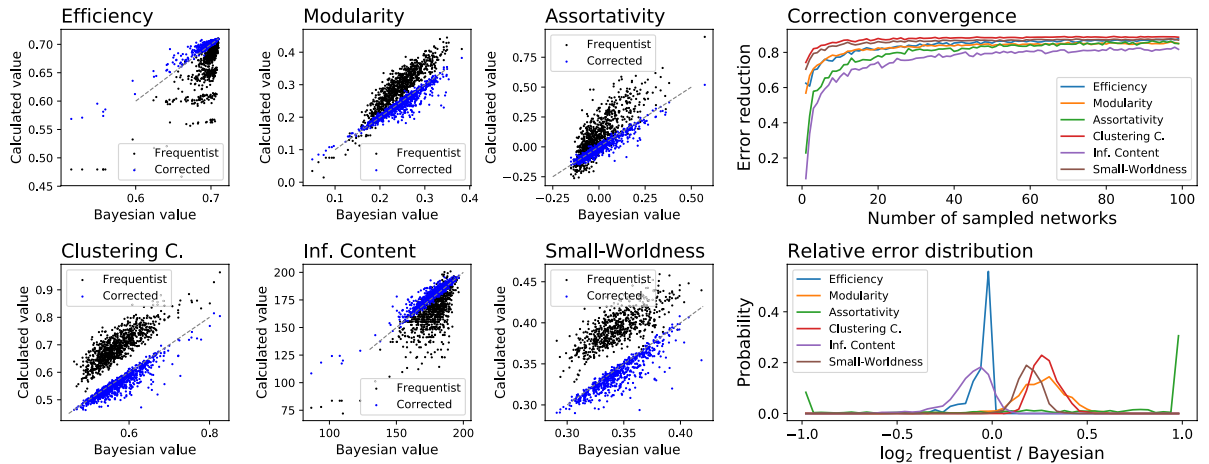 Efficiency
Calculated value
0.70
0.65
0.60
0.55
0.50
0.45
Frequentist
Corrected
0.6
0.7
Bayesian value
Modularity
Calculated value
0.4
0.3
0.2
0.1
0.0
Frequentist
Corrected
0.1
0.2
0.3
0.4
Bayesian value
Assortativity
Calculated value
0.75
0.50
0.25
0.00
−0.25
Frequentist
Corrected
−0.25
0.00
0.25
0.50
Bayesian value
Correction convergence
Error reduction
0.8
0.6
0.4
0.2
Efficiency
Modularity
Assortativity
Clustering C.
Inf. Content
Small-Worldness
0
20
40
60
80
100
Number of sampled networks
Clustering C.
Calculated value
0.9
0.8
0.7
0.6
0.5
Frequentist
Corrected
0.6
0.8
Bayesian value
Inf. Content
Calculated value
200
175
150
125
100
75
Frequentist
Corrected
100
150
200
Bayesian value
Small-Worldness
Calculated value
0.45
0.40
0.35
0.30
Frequentist
Corrected
0.30
0.35
0.40
Bayesian value
Relative error distribution
Probability
0.4
0.2
0.0
Efficiency
Modularity
Assortativity
Clustering C.
Inf. Content
Small-Worldness
−1.0
−0.5
0.0
0.5
1.0
log₂ frequentist / Bayesian